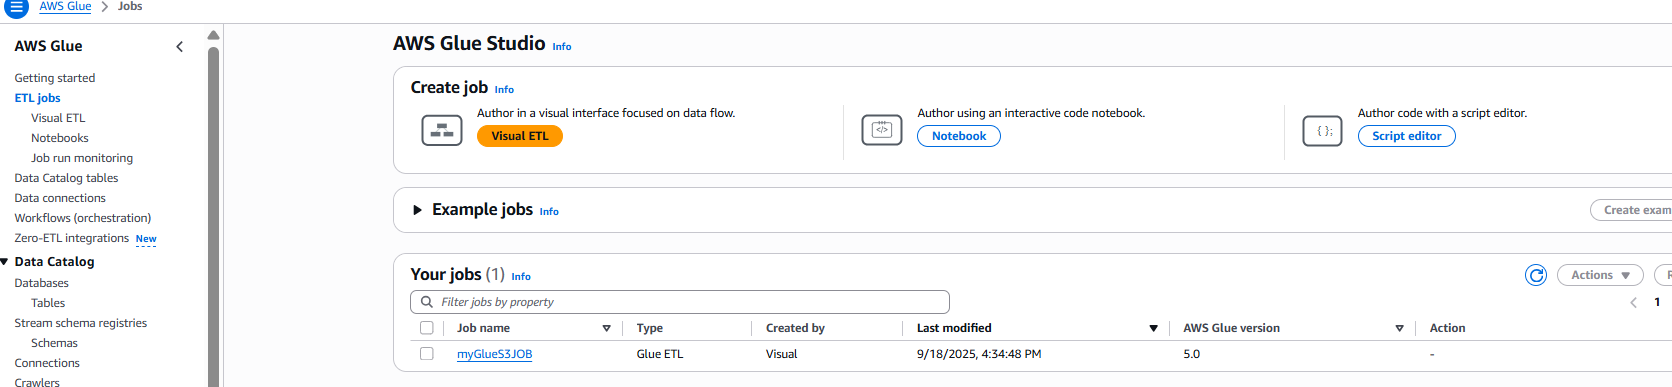 AWS Glue > Jobs
AWS Glue
Getting started
ETL jobs
Visual ETL
Notebooks
Job run monitoring
Data Catalog tables
Data connections
Workflows (orchestration)
Zero-ETL integrations New
Data Catalog
Databases
Tables
Stream schema registries
Schemas
Connections
Crawlers
AWS Glue Studio Info
Create job Info
Author in a visual interface focused on data flow.
Visual ETL
Author using an interactive code notebook.
Notebook
Author code with a script editor.
Script editor
Example jobs Info
Create exam
Your jobs (1) Info
Actions
R
Filter jobs by property
1
Job name Type Created by Last modified AWS Glue version Action
myGlueS3JOB Glue ETL Visual 9/18/2025, 4:34:48 PM 5.0 -